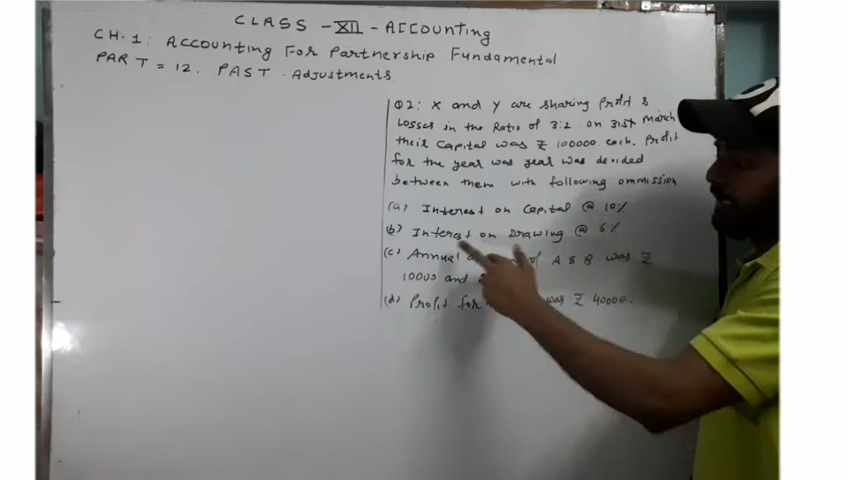 CLASS - XII - ACCOUNTING
CH.1: ACCOUNTING For Partnership Fundamental
PART = 12. PAST Adjustments
Q2: X and Y are sharing Profit &
Losses in the Ratio of 3:2 on 31st March
their Capital was ₹ 100000 each. Profit
for the year was year was devided
between them with following ommission
(a) Interest on Capital @ 10%
(b) Interest on Drawing @ 6%
(c) Annual of A & B was ₹
10000 and
(d) Profit for was ₹ 40000.